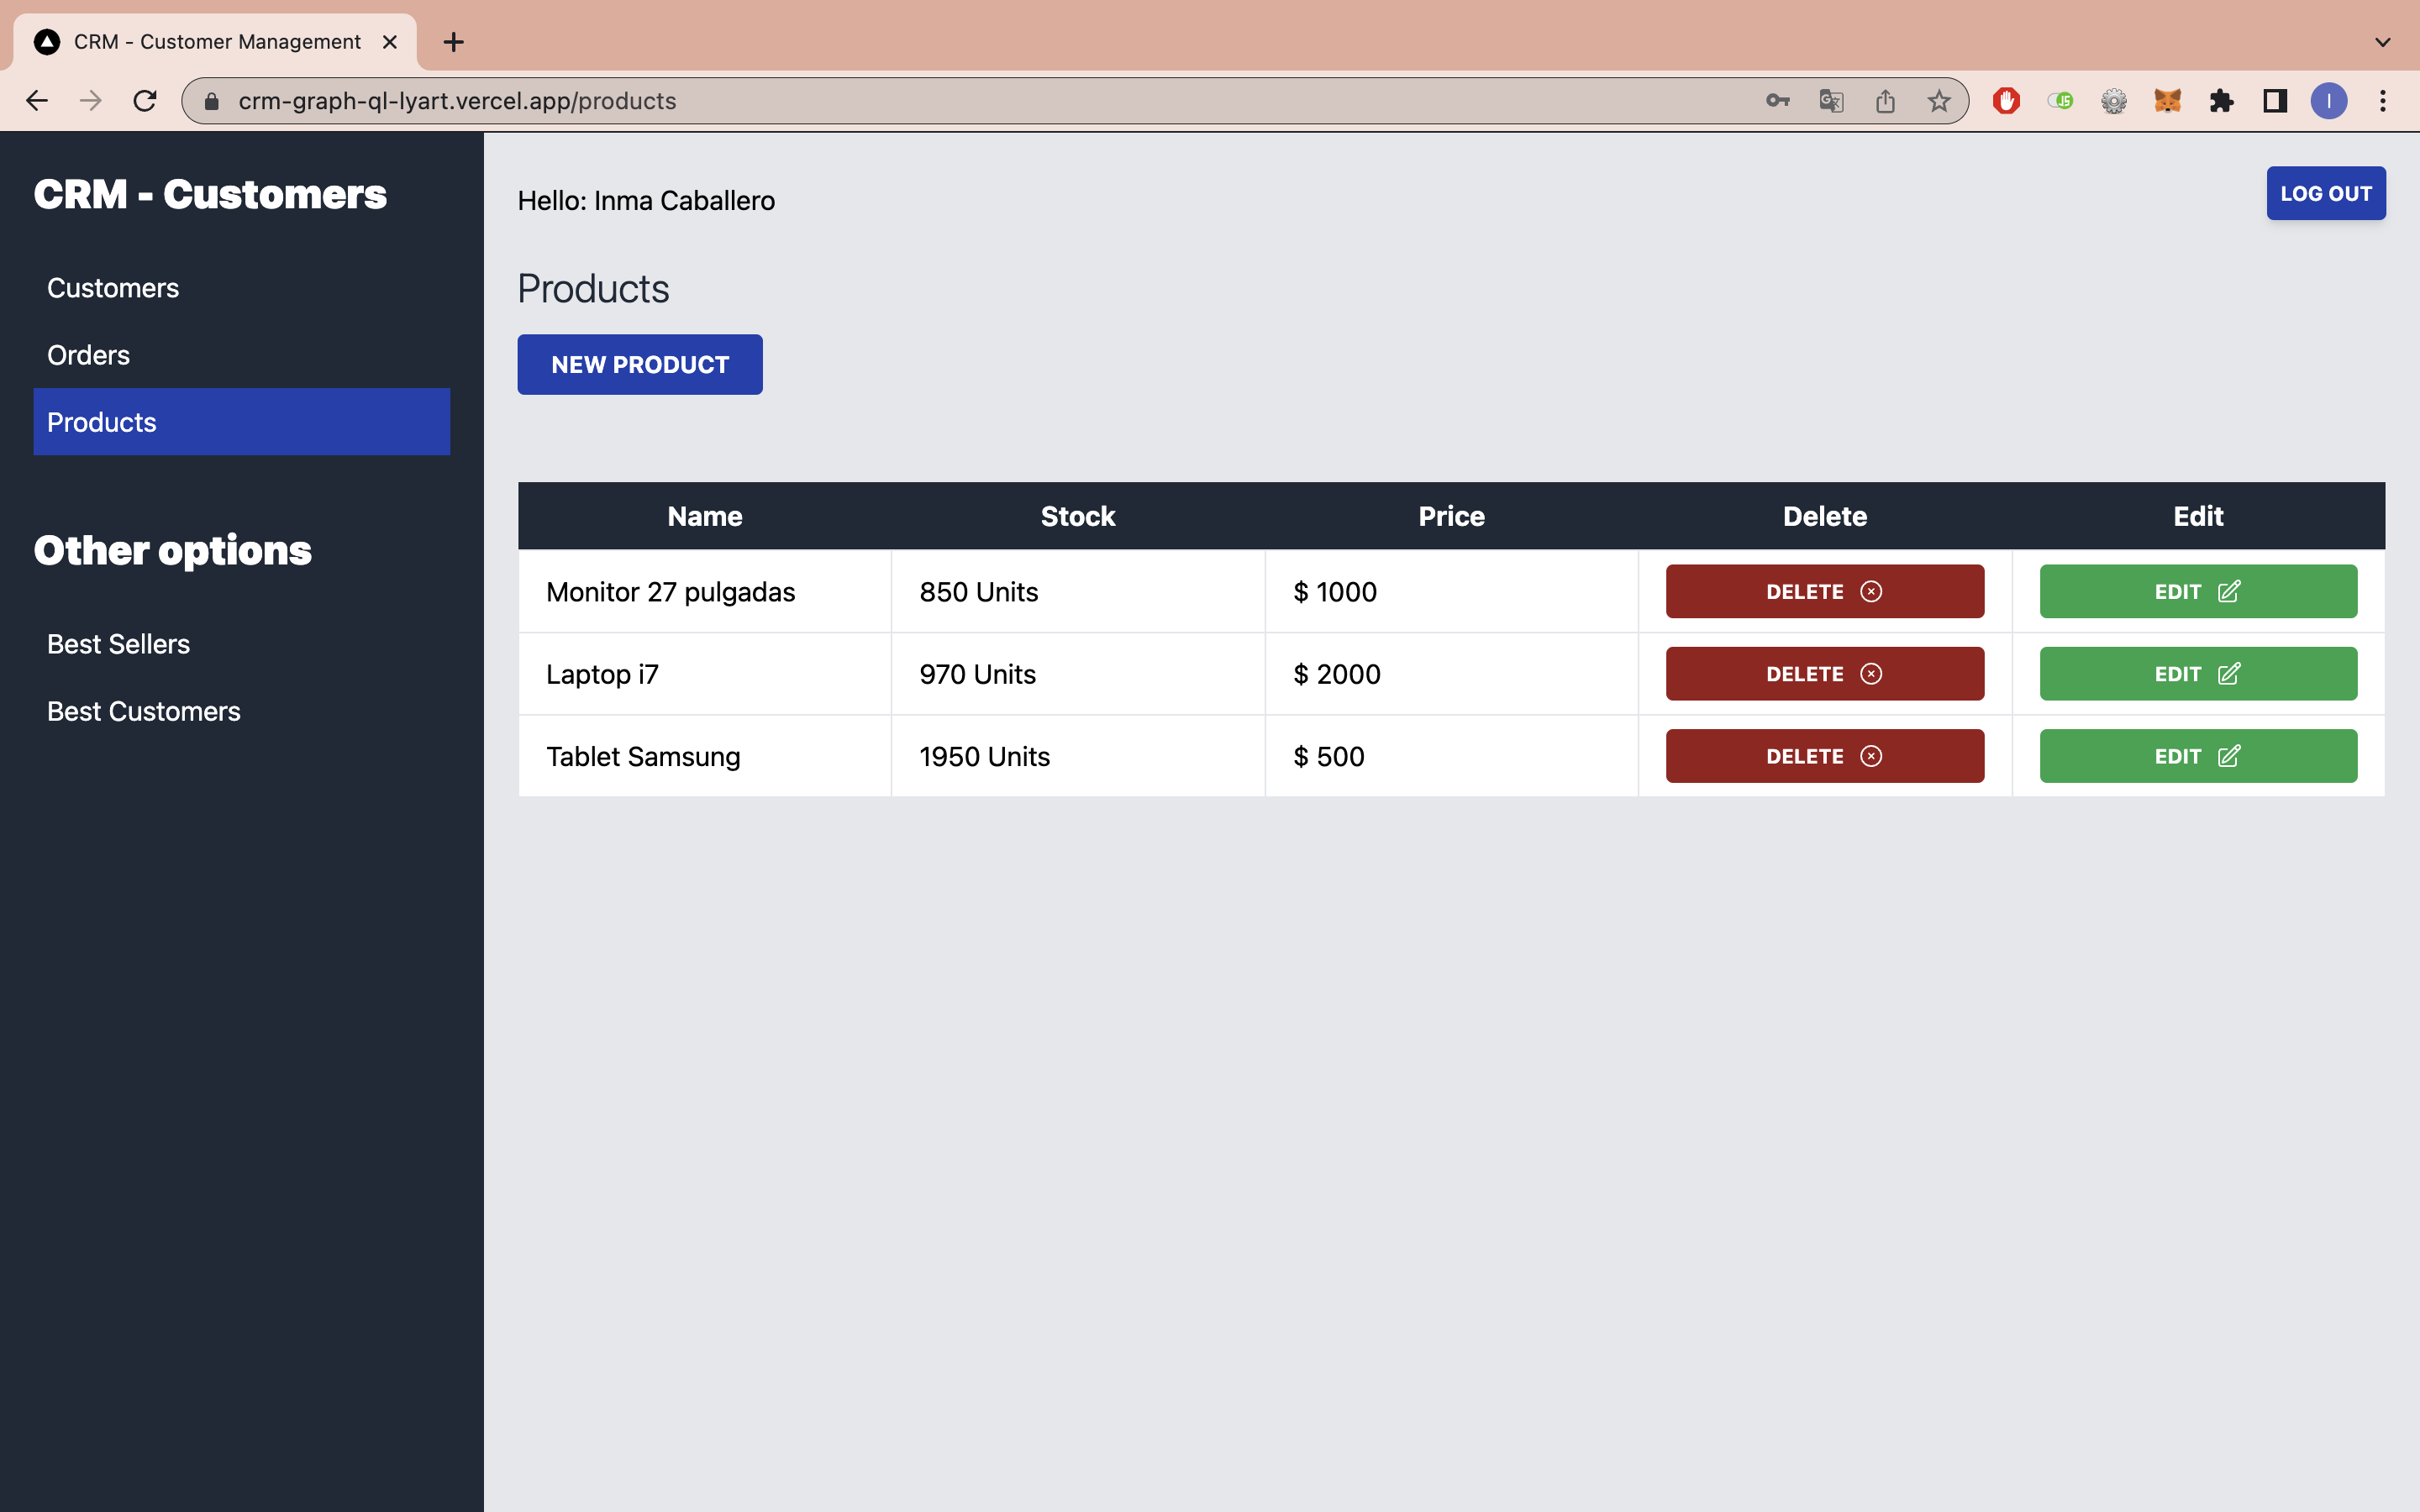 CRM - Customer Management
crm-graph-ql-lyart.vercel.app/products
I
CRM - Customers
Customers
Orders
Products
Other options
Best Sellers
Best Customers
Hello: Inma Caballero
LOG OUT
Products
NEW PRODUCT
Name Stock Price Delete Edit
Monitor 27 pulgadas 850 Units $ 1000 DELETE EDIT
Laptop i7 970 Units $ 2000 DELETE EDIT
Tablet Samsung 1950 Units $ 500 DELETE EDIT